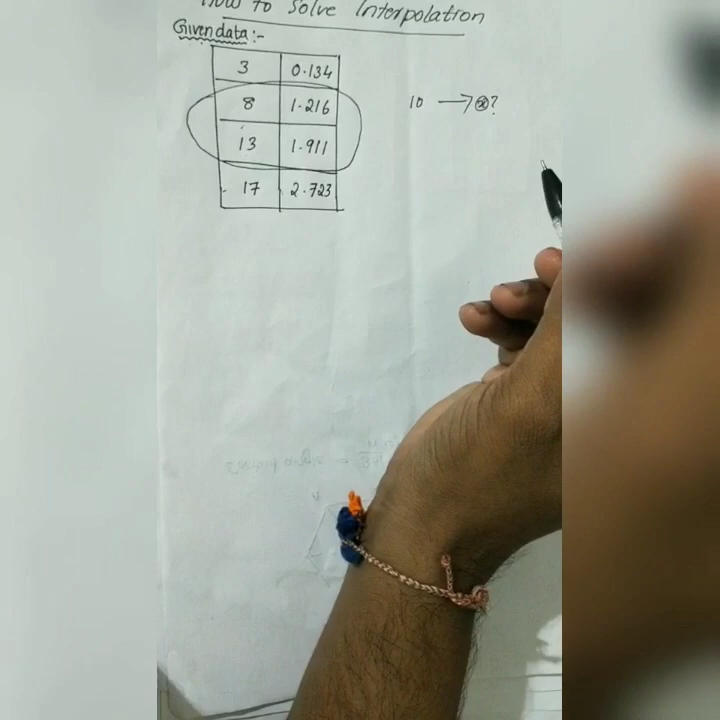 How to Solve Interpolation
Given data:-
3 0.134
8 1.216
13 1.911
17 2.723
10 → x?